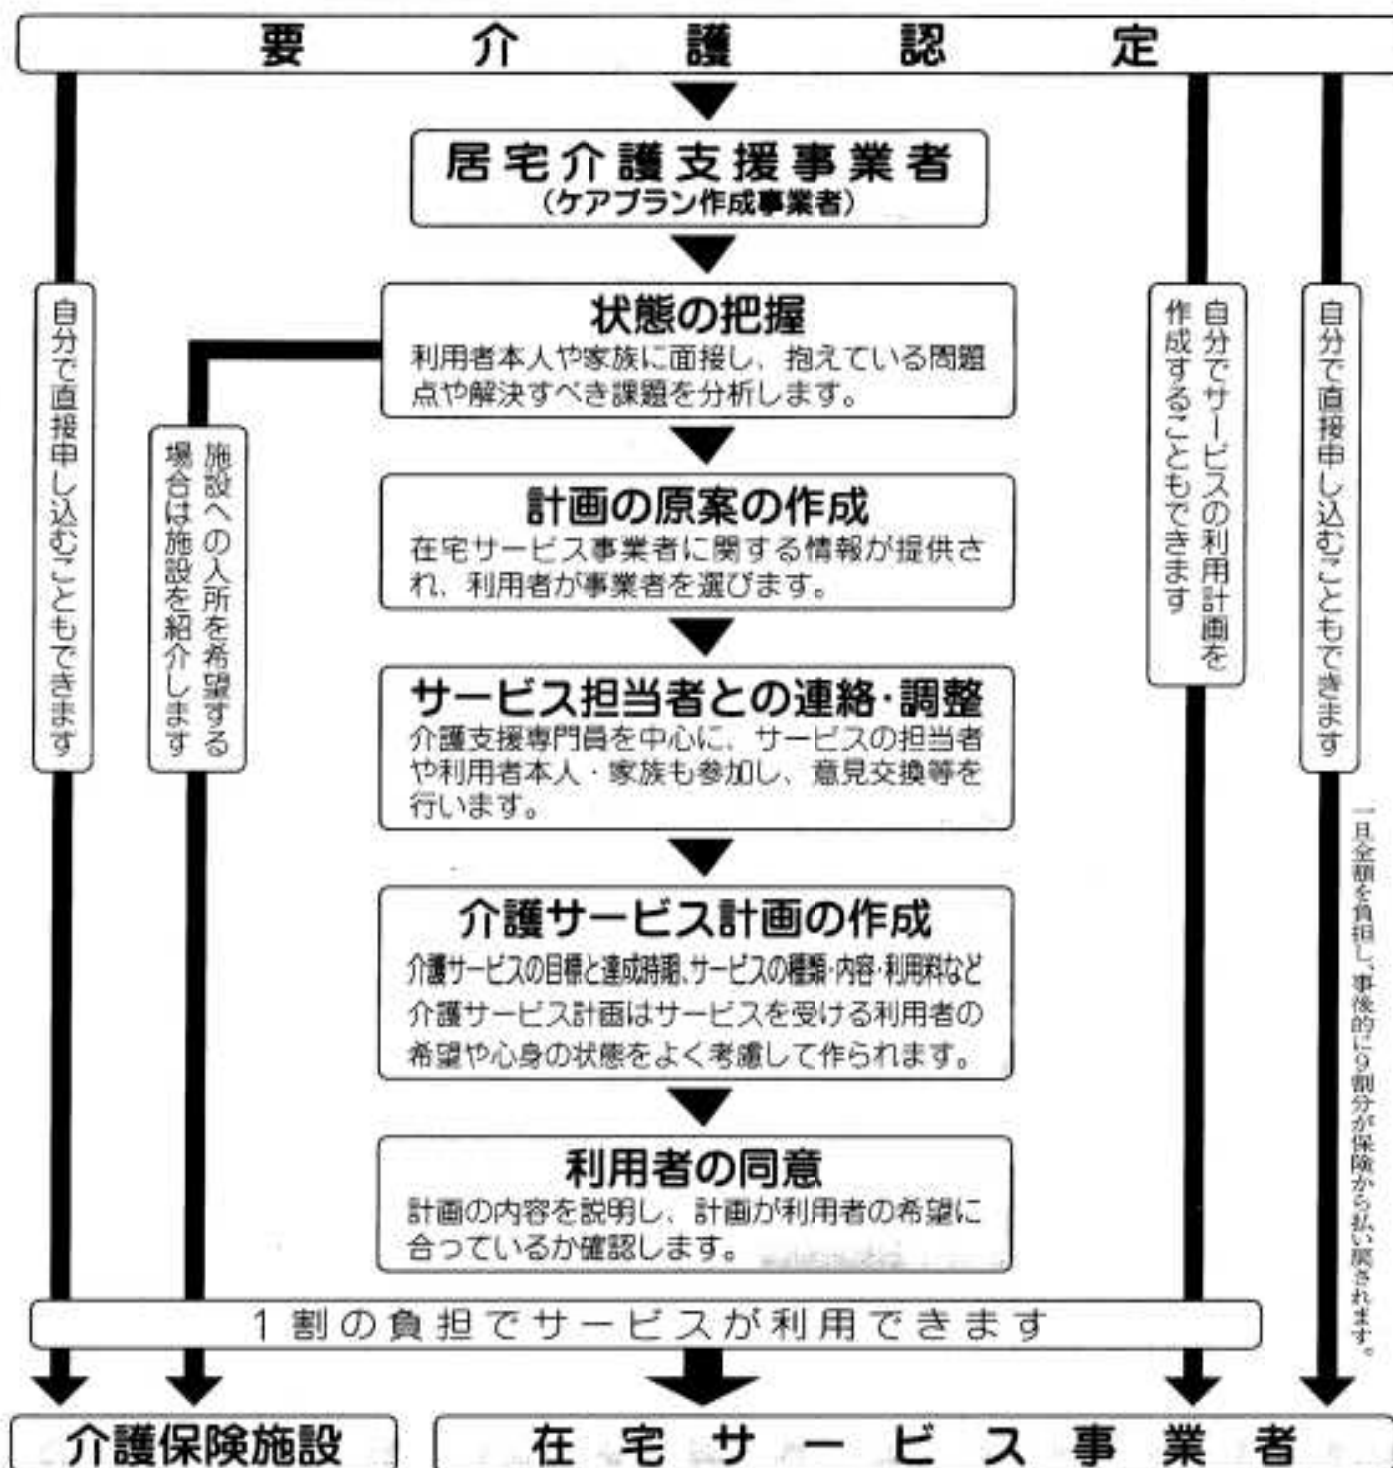 要介護認定
居宅介護支援事業者
（ケアプラン作成事業者）
状態の把握
利用者本人や家族に面接し、抱えている問題
点や解決すべき課題を分析します。
計画の原案の作成
在宅サービス事業者に関する情報が提供さ
れ、利用者が事業者を選びます。
サービス担当者との連絡・調整
介護支援専門員を中心に、サービスの担当者
や利用者本人・家族も参加し、意見交換等を
行います。
介護サービス計画の作成
介護サービスの目標と達成時期、サービスの種類・内容・利用料など
介護サービス計画はサービスを受ける利用者の
希望や心身の状態をよく考慮して作られます。
利用者の同意
計画の内容を説明し、計画が利用者の希望に
合っているか確認します。
自分で直接申し込むこともできます
施設への入所を希望する
場合は施設を紹介します
自分でサービスの利用計画を
作成することもできます
自分で直接申し込むこともできます
一旦全額を負担し、事後的に９割分が保険から払い戻されます。
１割の負担でサービスが利用できます
介護保険施設
在宅サービス事業者